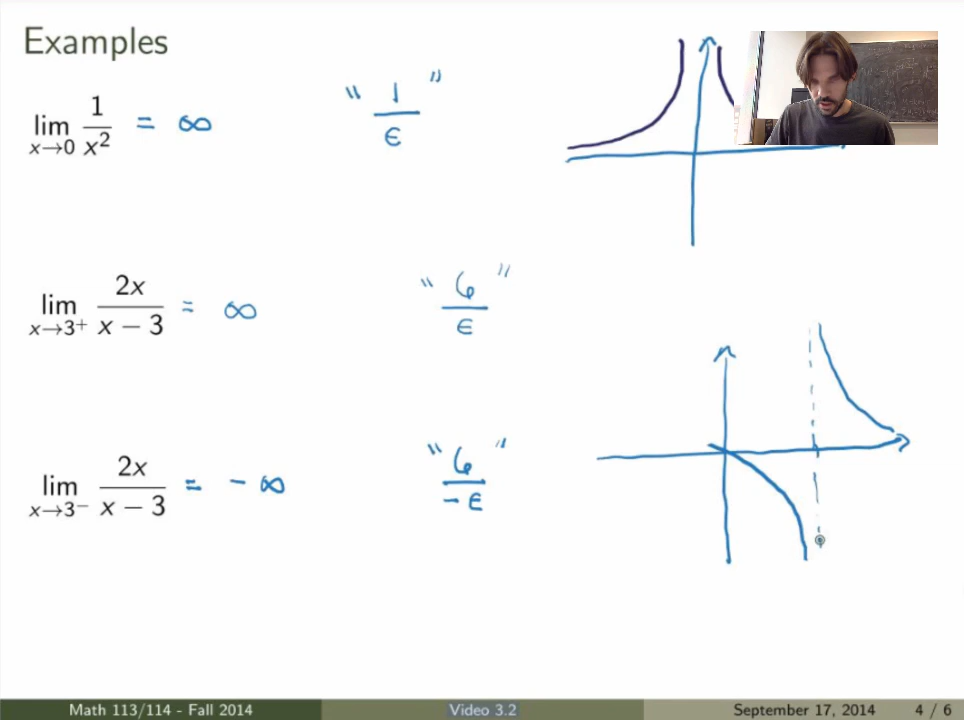 Examples
lim x→0 1/x² = ∞ " 1/ϵ "
lim x→3⁺ 2x/(x − 3) = ∞ " 6/ϵ "
lim x→3⁻ 2x/(x − 3) = − ∞ " 6/−ϵ "
Math 113/114 - Fall 2014 Video 3.2 September 17, 2014 4 / 6